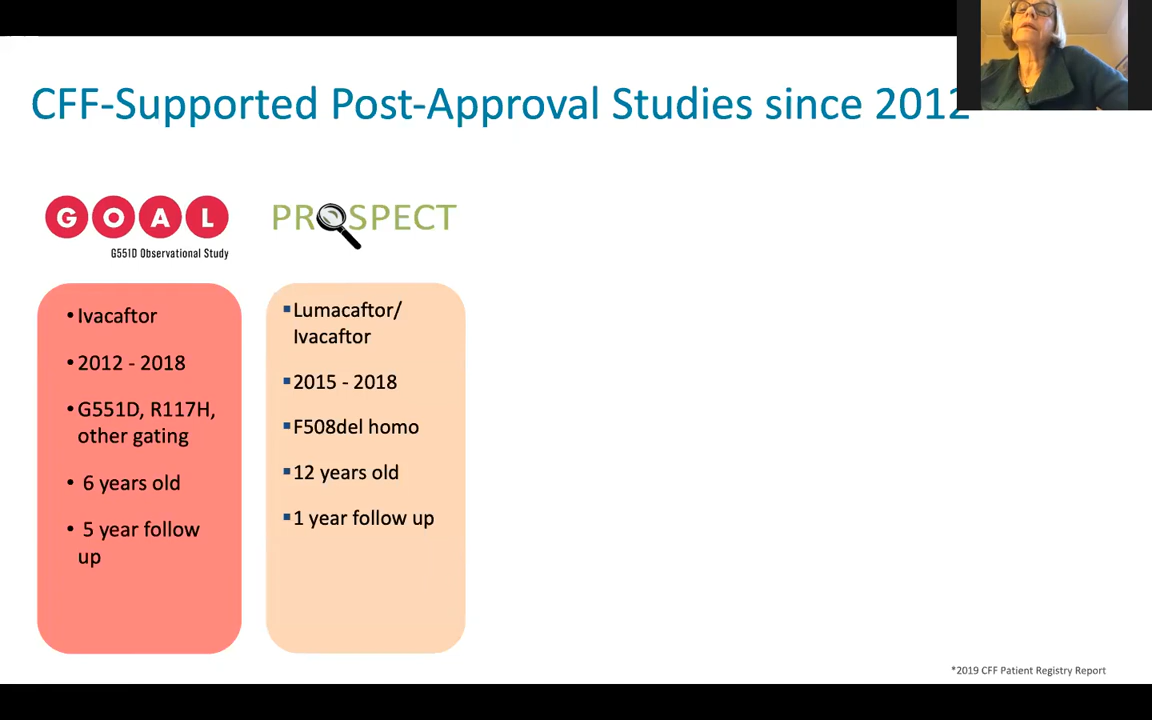 CFF-Supported Post-Approval Studies since 2012
GOAL
G551D Observational Study
PROSPECT
•Ivacaftor
•2012 - 2018
•G551D, R117H,
other gating
• 6 years old
• 5 year follow
up
▪Lumacaftor/
Ivacaftor
▪2015 - 2018
▪F508del homo
▪12 years old
▪1 year follow up
*2019 CFF Patient Registry Report